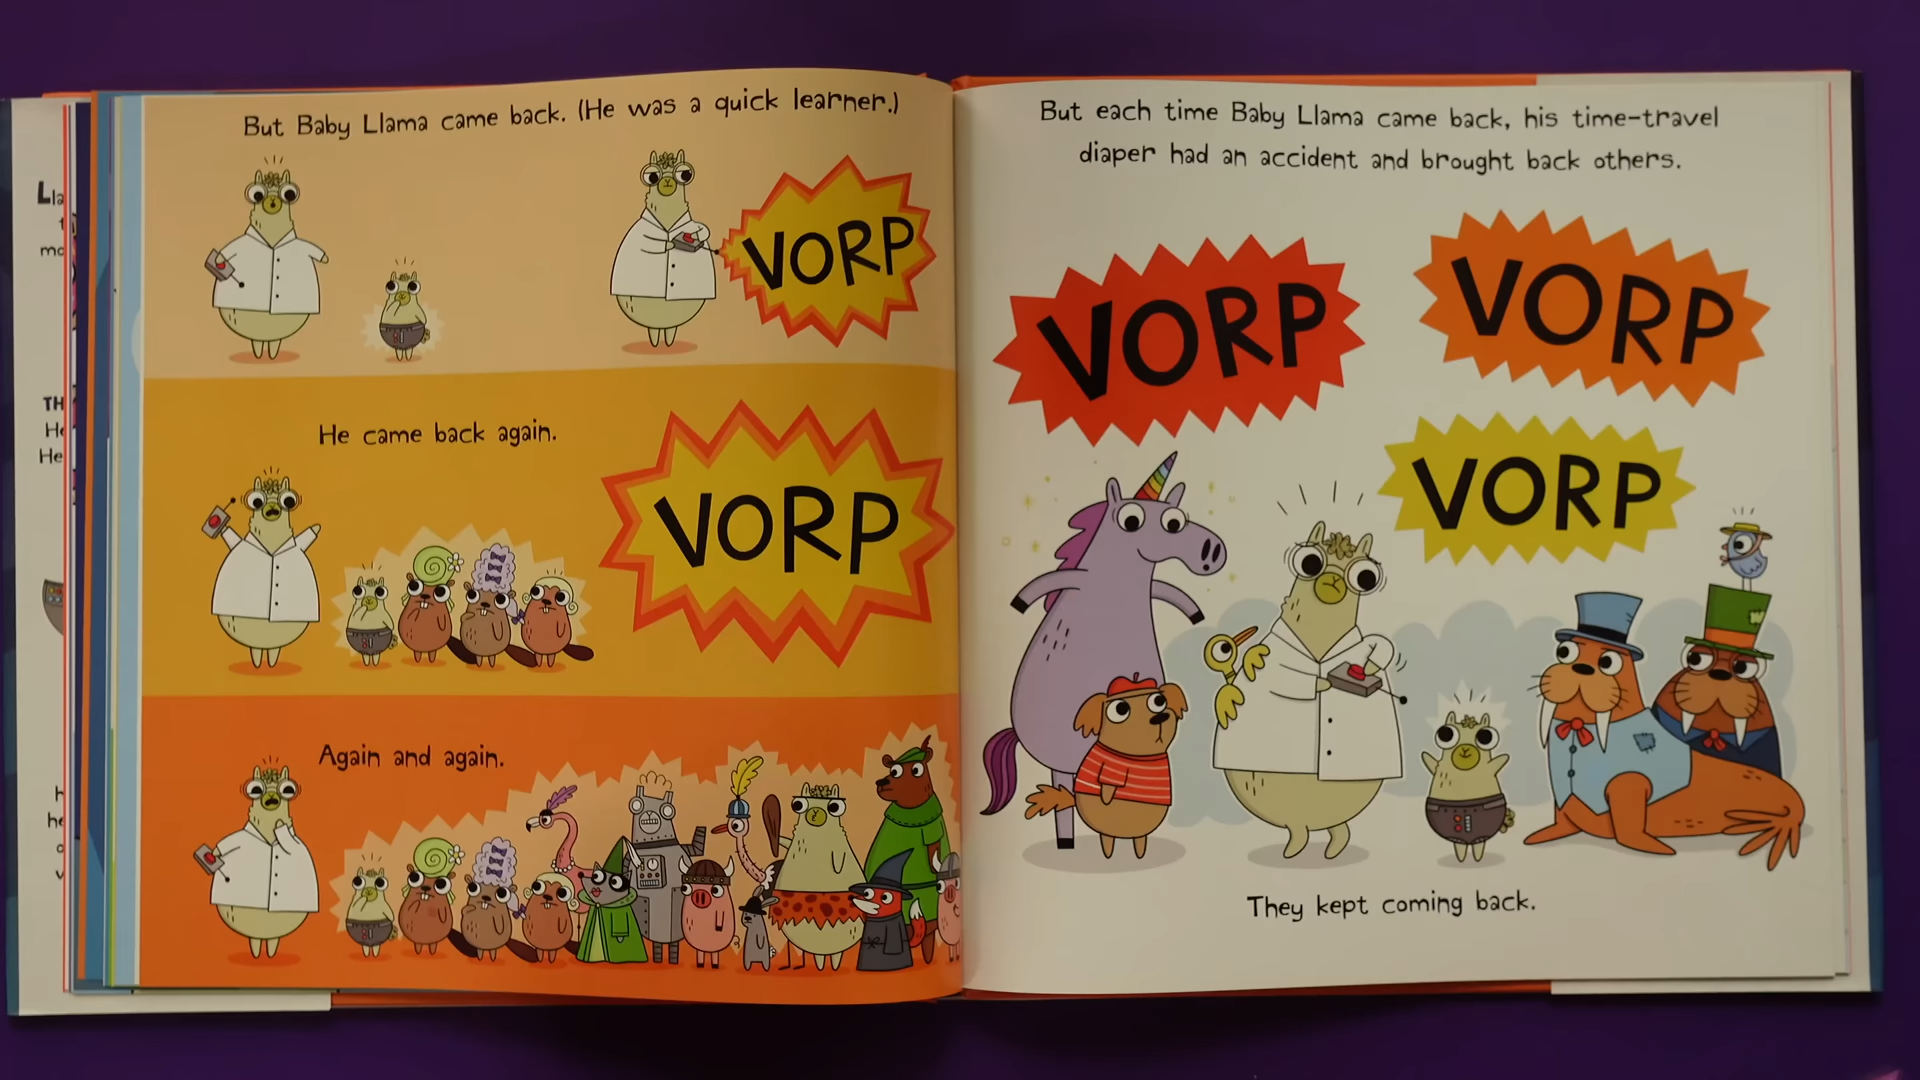 But Baby Llama came back. (He was a quick learner.)
VORP
He came back again.
VORP
Again and again.
But each time Baby Llama came back, his time-travel
diaper had an accident and brought back others.
VORP
VORP
VORP
They kept coming back.